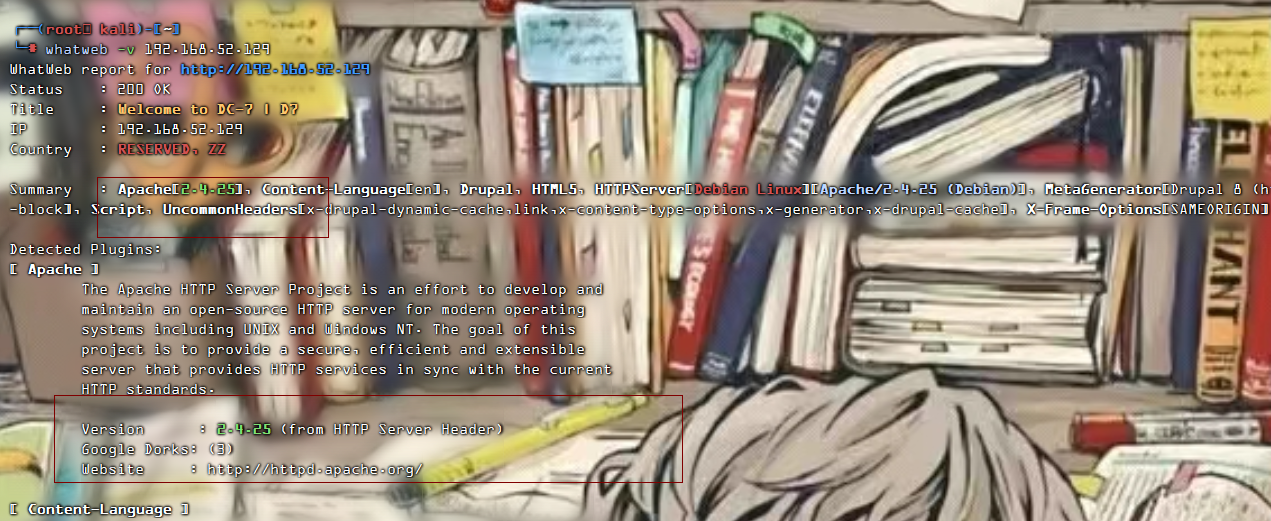 (root kali)-[~]
# whatweb -v 192.168.52.129
WhatWeb report for http://192.168.52.129
Status : 200 OK
Title : Welcome to DC-7 | D7
IP : 192.168.52.129
Country : RESERVED, ZZ
Summary : Apache[2.4.25], Content-Language[en], Drupal, HTML5, HTTPServer[Debian Linux][Apache/2.4.25 (Debian)], MetaGenerator[Drupal 8 (h
-block], Script, UncommonHeaders[x-drupal-dynamic-cache,link,x-content-type-options,x-generator,x-drupal-cache], X-Frame-Options[SAMEORIGIN]
Detected Plugins:
[ Apache ]
The Apache HTTP Server Project is an effort to develop and
maintain an open-source HTTP server for modern operating
systems including UNIX and Windows NT. The goal of this
project is to provide a secure, efficient and extensible
server that provides HTTP services in sync with the current
HTTP standards.
Version : 2.4.25 (from HTTP Server Header)
Google Dorks: (3)
Website : http://httpd.apache.org/
[ Content-Language ]